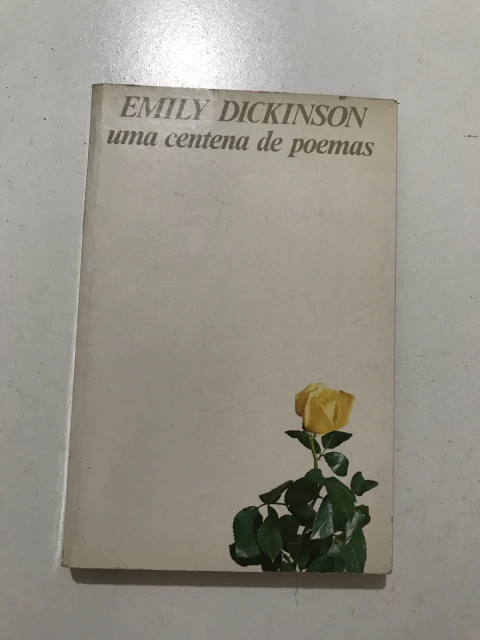 EMILY DICKINSON
uma centena de poemas